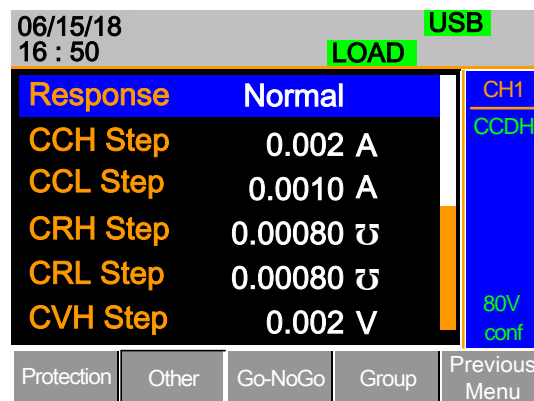 06/15/18 USB
16 : 50 LOAD
Response Normal
CCH Step 0.002 A
CCL Step 0.0010 A
CRH Step 0.00080 ℧
CRL Step 0.00080 ℧
CVH Step 0.002 V
CH1
CCDH
80V
conf
Protection Other Go-NoGo Group Previous Menu